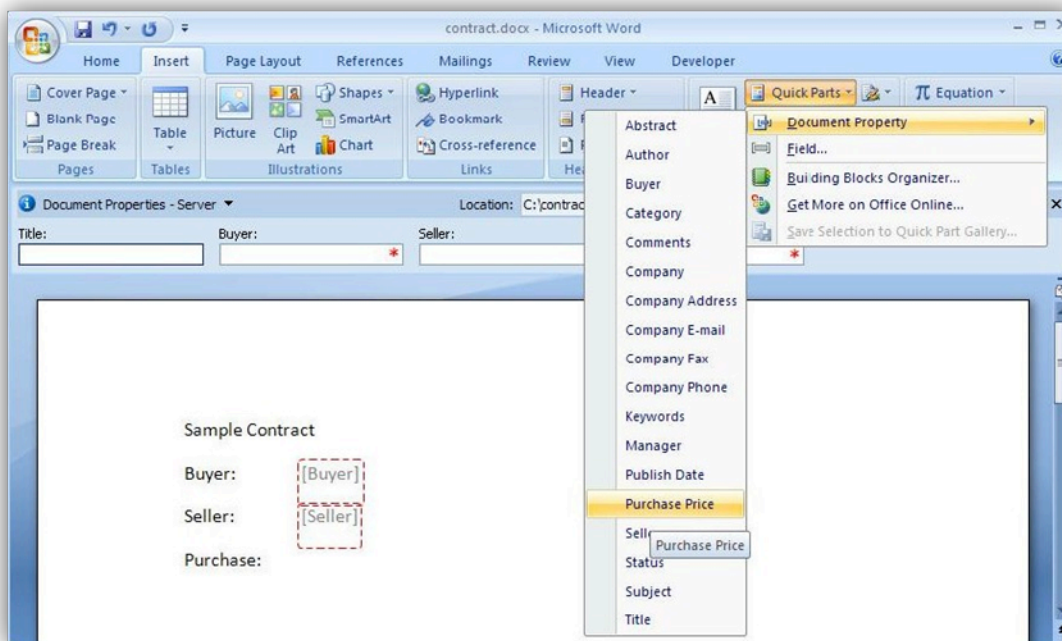 contract.docx - Microsoft Word
Home Insert Page Layout References Mailings Review View Developer
Cover Page
Blank Page
Page Break
Pages
Table
Tables
Picture
Clip Art
Shapes
SmartArt
Chart
Illustrations
Hyperlink
Bookmark
Cross-reference
Links
Header
A
Quick Parts
π Equation
Document Property
Field...
Building Blocks Organizer...
Get More on Office Online...
Save Selection to Quick Part Gallery...
Document Properties - Server
Location: C:\contrac
Title:
Buyer:
*
Seller:
*
Abstract
Author
Buyer
Category
Comments
Company
Company Address
Company E-mail
Company Fax
Company Phone
Keywords
Manager
Publish Date
Purchase Price
Purchase Price
Status
Subject
Title
Sample Contract
Buyer: [Buyer]
Seller: [Seller]
Purchase: